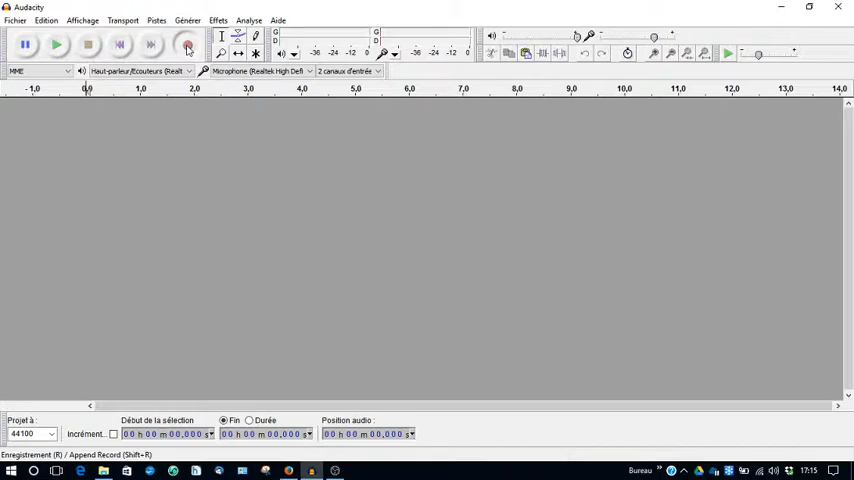 Audacity
Fichier Edition Affichage Transport Pistes Générer Effets Analyse Aide
G
D
-36 -24 -12 0
G
D
-36 -24 -12 0
MME Haut-parleur/Ecouteurs (Realt Microphone (Realtek High Defi 2 canaux d'entrée
- 1,0 0,0 1,0 2,0 3,0 4,0 5,0 6,0 7,0 8,0 9,0 10,0 11,0 12,0 13,0 14,0
Projet à : Début de la sélection Fin Durée Position audio :
44100 Incrément... 00 h 00 m 00,000 s 00 h 00 m 00,000 s 00 h 00 m 00,000 s
Enregistrement (R) / Append Record (Shift+R)
Bureau » 17:15